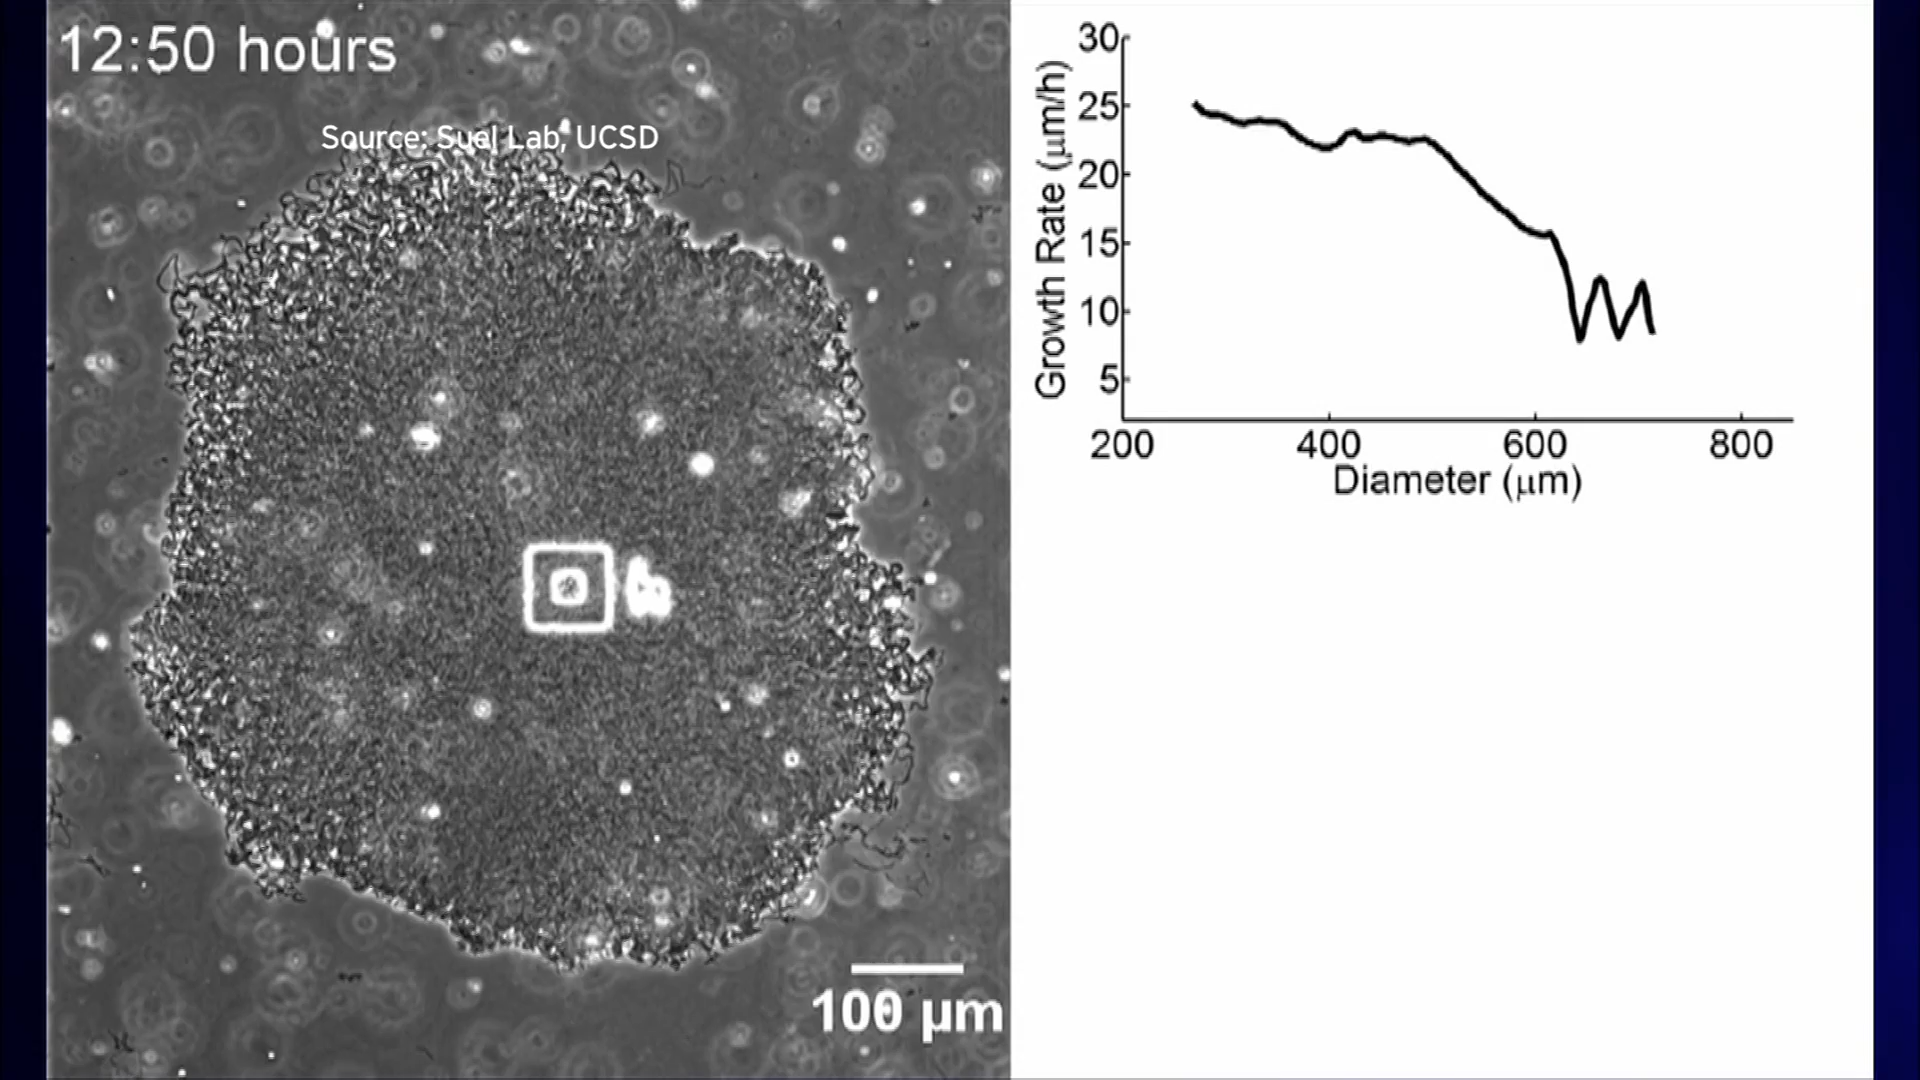 12:50 hours
Source: Suel Lab, UCSD
100 µm
30
25
20
15
10
5
Growth Rate (µm/h)
200 400 600 800
Diameter (µm)